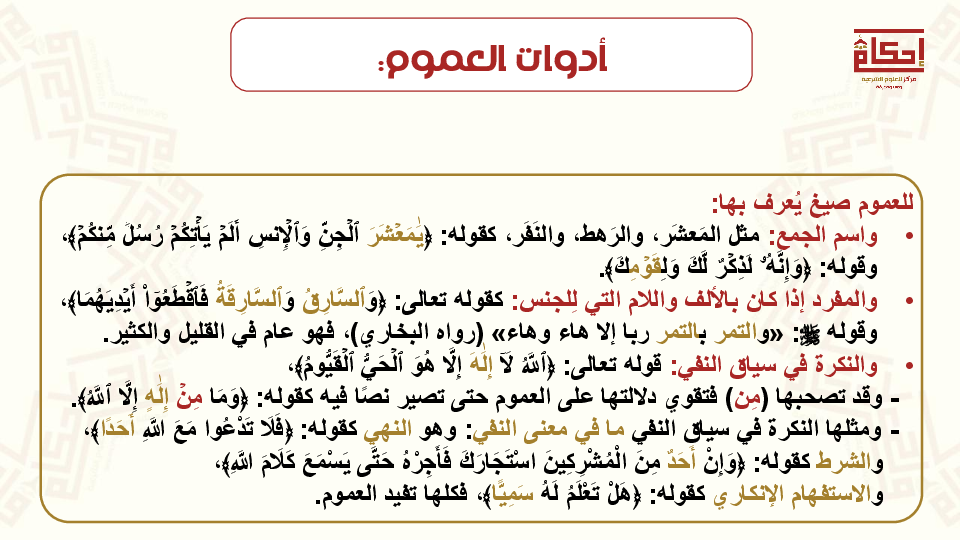 أدوات العموم:
إحكام
مركز للعلوم الشرعية
للعموم صيغ يُعرف بها:
• واسم الجمع: مثل المَعشَر، والرَهط، والنَفَر، كقوله: ﴿يَٰمَعۡشَرَ ٱلۡجِنِّ وَٱلۡإِنسِ أَلَمۡ يَأۡتِكُمۡ رُسُلٞ مِّنكُمۡ﴾،
وقوله: ﴿وَإِنَّهُۥ لَذِكۡرٌ لَّكَ وَلِقَوۡمِكَ﴾.
• والمفرد إذا كان بالألف واللام التي لِلجنس: كقوله تعالى: ﴿وَٱلسَّارِقُ وَٱلسَّارِقَةُ فَٱقۡطَعُوٓاْ أَيۡدِيَهُمَا﴾،
وقوله ﷺ: «والتمر بالتمر ربا إلا هاء وهاء» (رواه البخاري)، فهو عام في القليل والكثير.
• والنكرة في سياق النفي: قوله تعالى: ﴿ٱللَّهُ لَآ إِلَٰهَ إِلَّا هُوَ ٱلۡحَيُّ ٱلۡقَيُّومُ﴾،
- وقد تصحبها (مِن) فتقوي دلالتها على العموم حتى تصير نصًا فيه كقوله: ﴿وَمَا مِنۡ إِلَٰهٍ إِلَّا ٱللَّهُ﴾.
- ومثلها النكرة في سياق النفي ما في معنى النفي: وهو النهي كقوله: ﴿فَلَا تَدْعُوا مَعَ اللَّهِ أَحَدًا﴾،
والشرط كقوله: ﴿وَإِنْ أَحَدٌ مِنَ الْمُشْرِكِينَ اسْتَجَارَكَ فَأَجِرْهُ حَتَّى يَسْمَعَ كَلَامَ اللَّهِ﴾،
والاستفهام الإنكاري كقوله: ﴿هَلْ تَعْلَمُ لَهُ سَمِيًّا﴾، فكلها تفيد العموم.